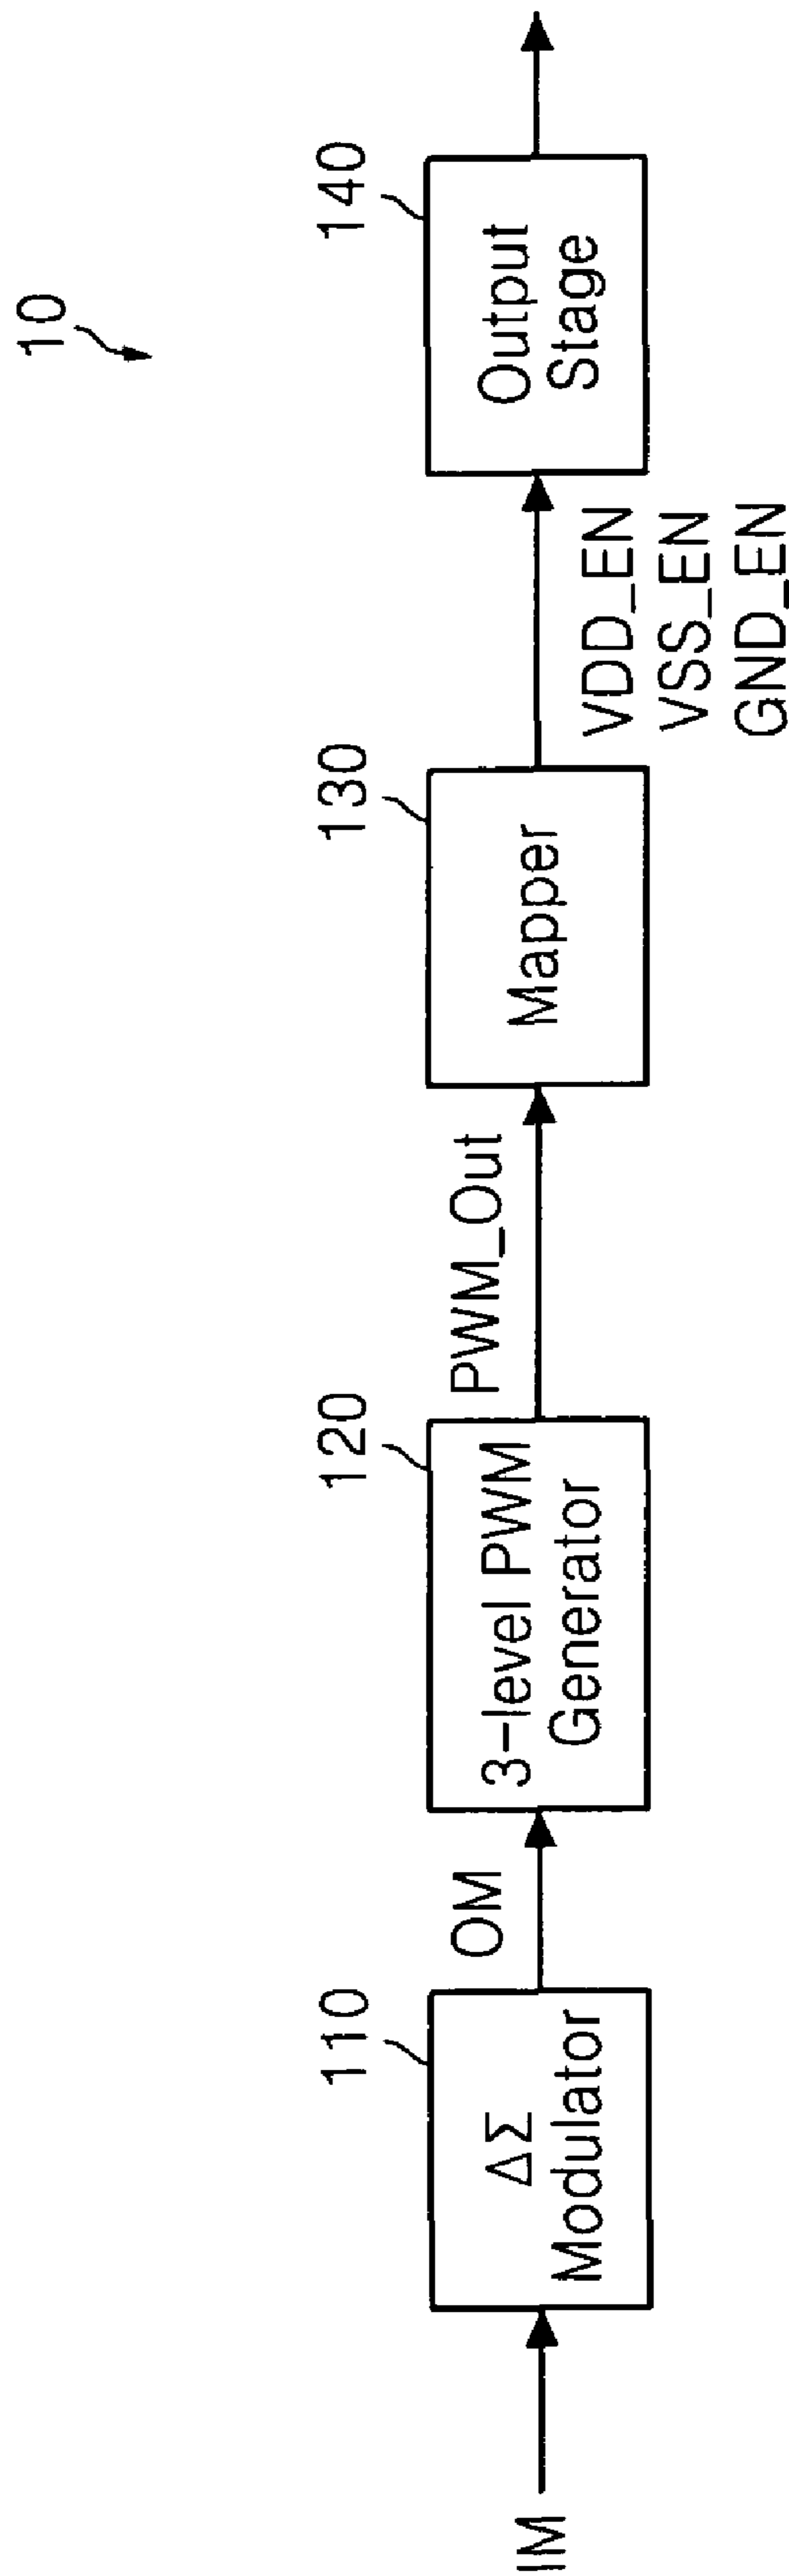 10
110
120
130
140
IM
ΔΣ
Modulator
OM
3-level PWM
Generator
PWM_Out
Mapper
VDD_EN
VSS_EN
GND_EN
Output
Stage